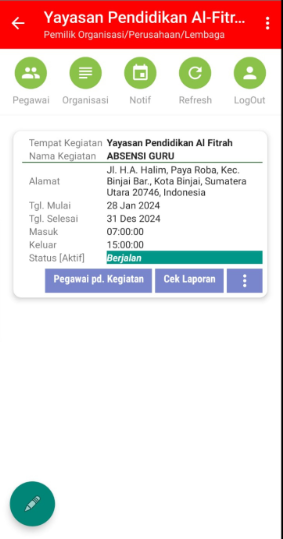 Yayasan Pendidikan Al-Fitr...
Pemilik Organisasi/Perusahaan/Lembaga
Pegawai Organisasi Notif Refresh LogOut
Tempat Kegiatan Yayasan Pendidikan Al Fitrah
Nama Kegiatan ABSENSI GURU
Alamat Jl. H.A. Halim, Paya Roba, Kec.
Binjai Bar., Kota Binjai, Sumatera
Utara 20746, Indonesia
Tgl. Mulai 28 Jan 2024
Tgl. Selesai 31 Des 2024
Masuk 07:00:00
Keluar 15:00:00
Status [Aktif] Berjalan
Pegawai pd. Kegiatan Cek Laporan